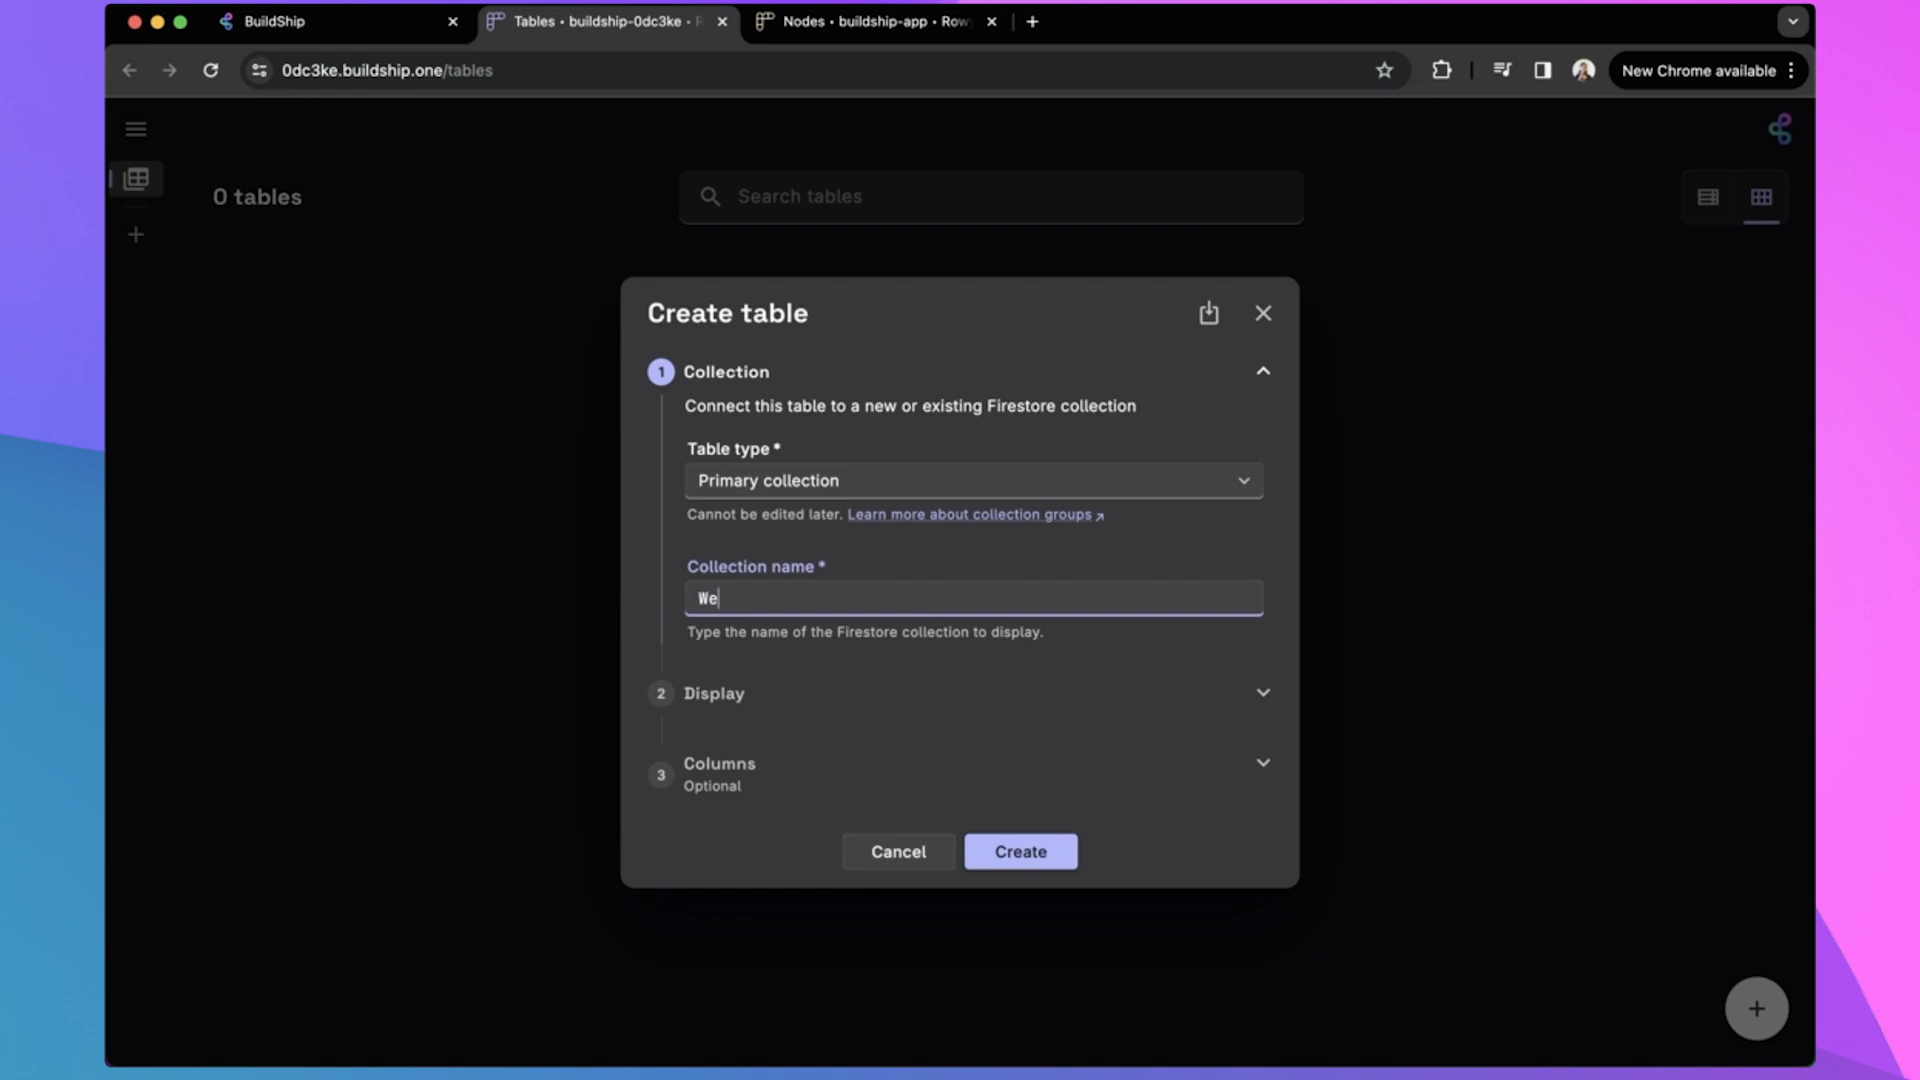 BuildShip
Tables • buildship-0dc3ke • R
Nodes • buildship-app • Row
0dc3ke.buildship.one/tables
New Chrome available
0 tables
Search tables
Create table
1 Collection
Connect this table to a new or existing Firestore collection
Table type *
Primary collection
Cannot be edited later. Learn more about collection groups
Collection name *
We
Type the name of the Firestore collection to display.
2 Display
3 Columns
Optional
Cancel
Create